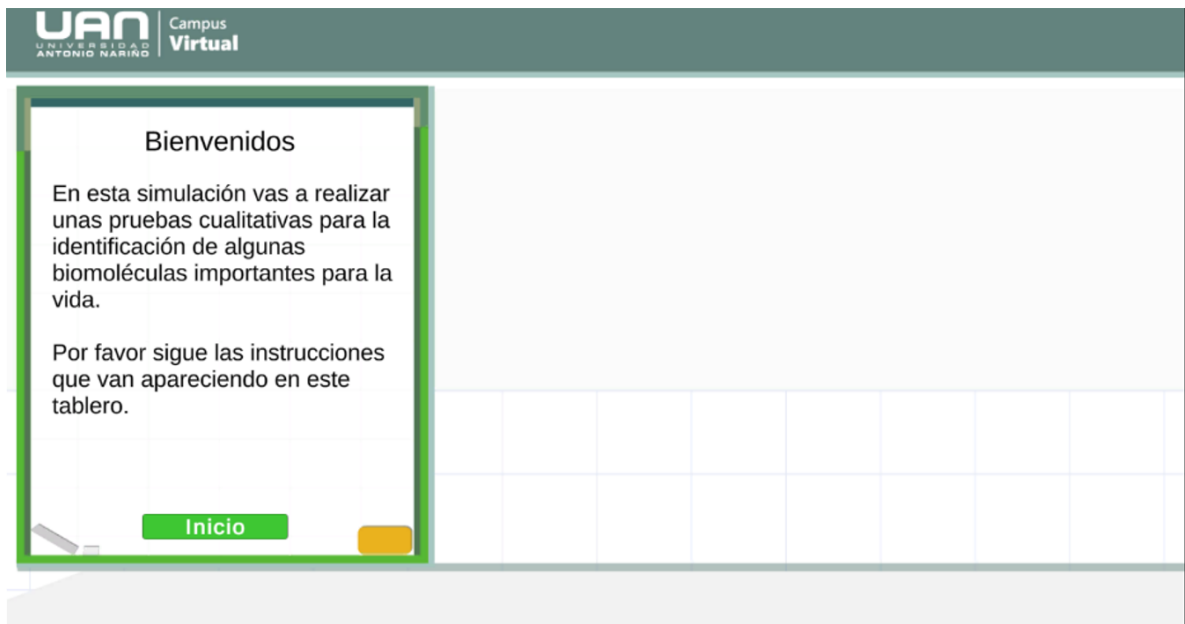 UAN
UNIVERSIDAD
ANTONIO NARIÑO
Campus
Virtual
Bienvenidos
En esta simulación vas a realizar
unas pruebas cualitativas para la
identificación de algunas
biomoléculas importantes para la
vida.
Por favor sigue las instrucciones
que van apareciendo en este
tablero.
Inicio